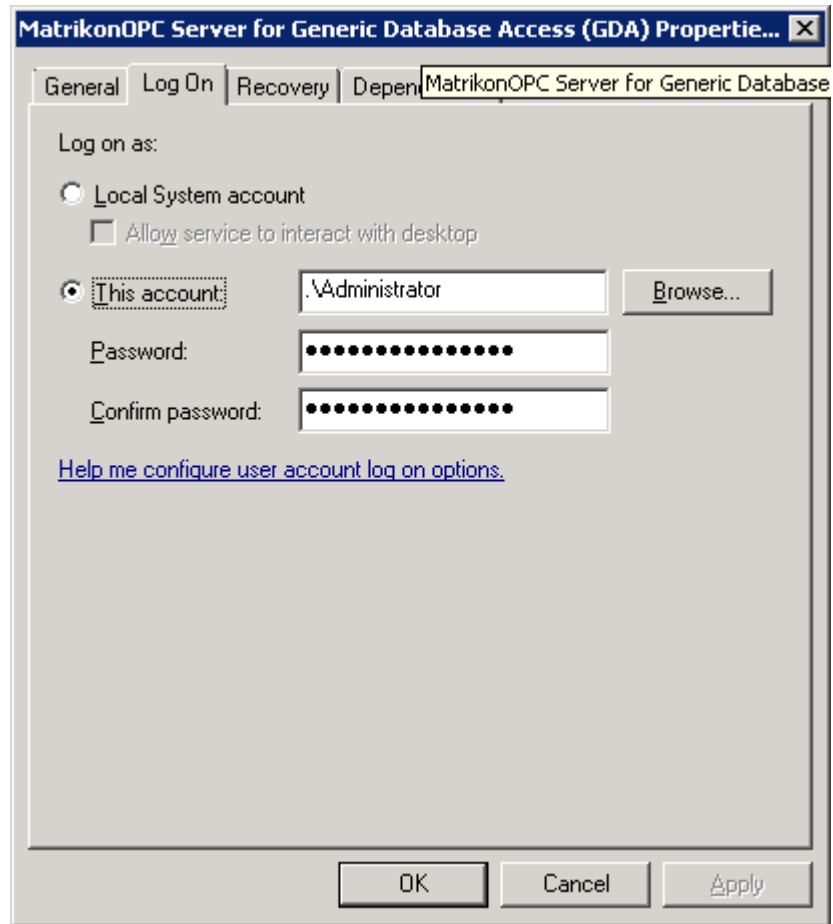 MatrikonOPC Server for Generic Database Access (GDA) Propertie...
General Log On Recovery Depen
MatrikonOPC Server for Generic Database
Log on as:
Local System account
Allow service to interact with desktop
This account: .\Administrator Browse...
Password: •••••••••••••••
Confirm password: •••••••••••••••
Help me configure user account log on options.
OK Cancel Apply